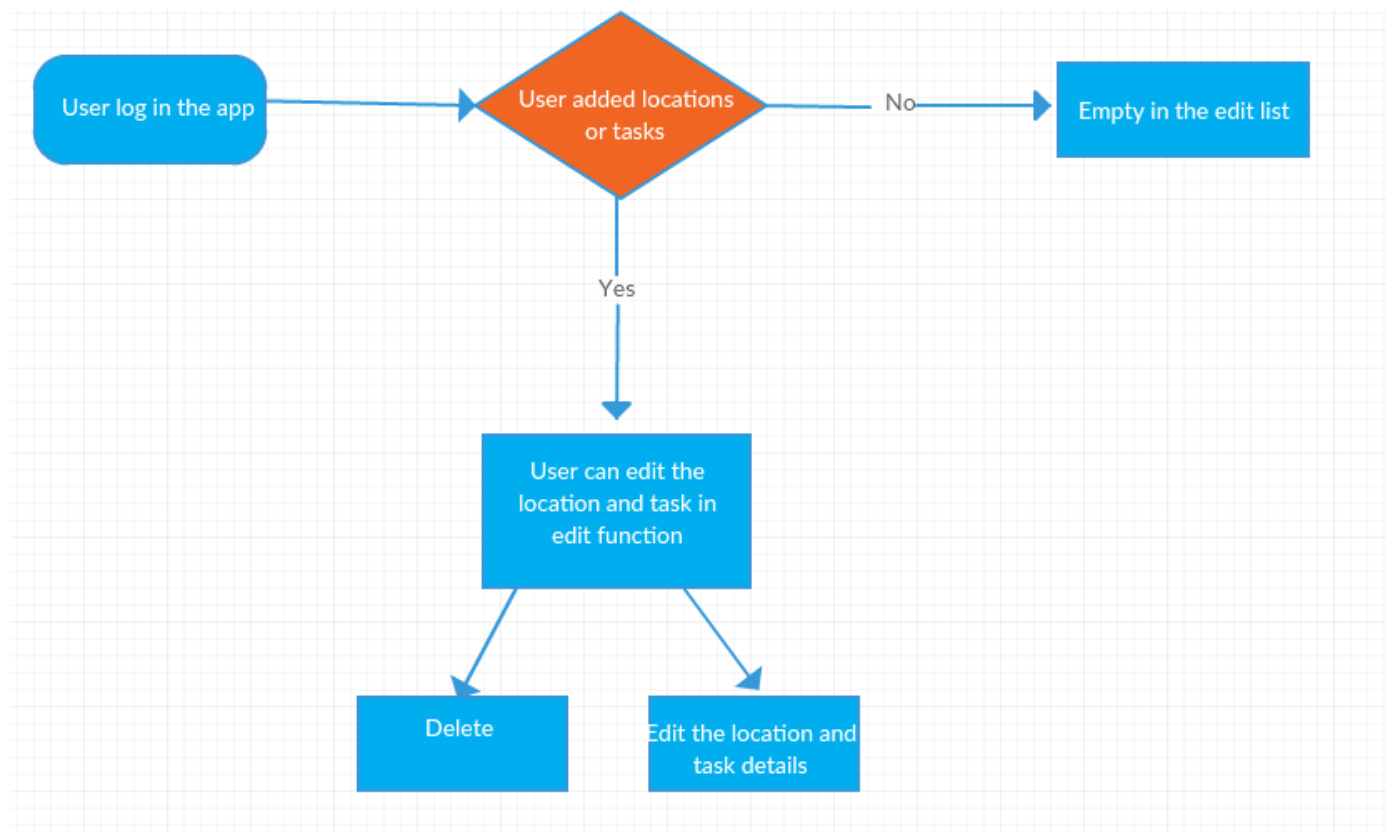 User log in the app
User added locations
or tasks
No
Empty in the edit list
Yes
User can edit the
location and task in
edit function
Delete
Edit the location and
task details